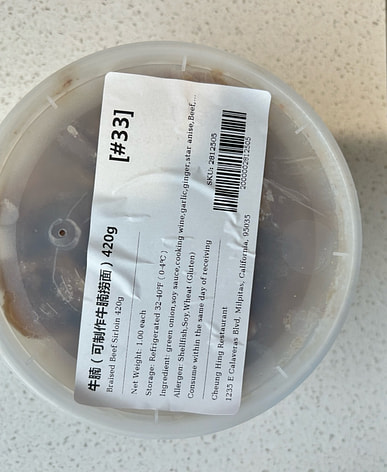 牛腩（可制作牛腩捞面）420g
Braised Beef Sirloin 420g
[#33]
Net Weight: 1.00 each
Storage: Refrigerated 32-40°F ( 0-4°C )
Ingredient: green onion,soy sauce,cooking wine,garlic,ginger,star anise,Beef,...
Allergen: Shellfish,Soy,Wheat (Gluten)
Consume within the same day of receiving
SKU: 2812505
2000002812505
Cheung Hing Restaurant
1235 E Calaveras Blvd, Milpitas, California, 95035